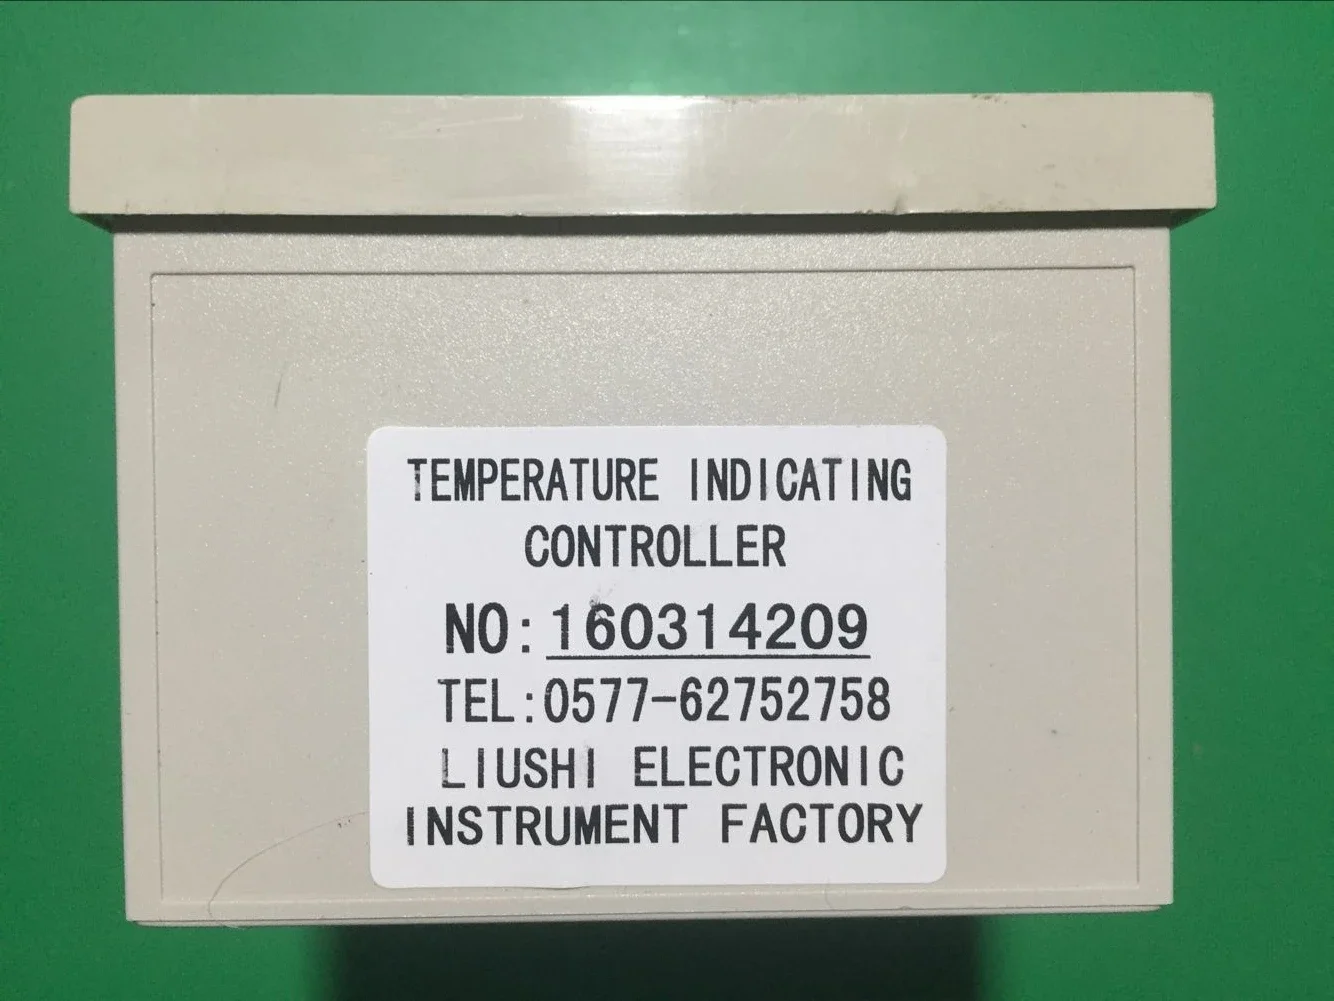 TEMPERATURE INDICATING
CONTROLLER
NO:160314209
TEL:0577-62752758
LIUSHI ELECTRONIC
INSTRUMENT FACTORY